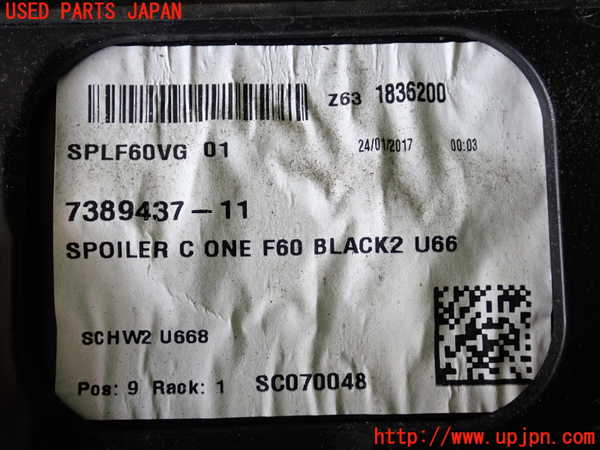 USED PARTS JAPAN
Z63 1836200
SPLF60VG 01 24/01/2017 00:03
7389437-11
SPOILER C ONE F60 BLACK2 U66
SCHW2 U668
Pos: 9 Rack: 1 SC070048
http://www.upjpn.com